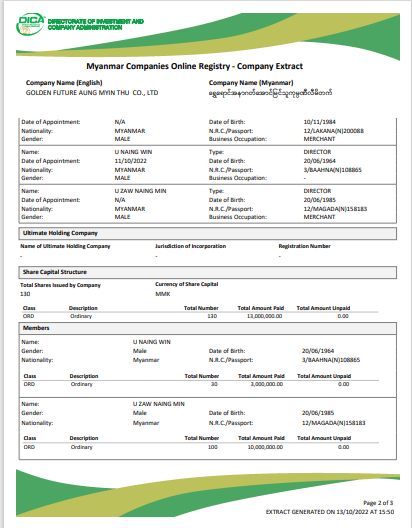 DICA
DIRECTORATE OF INVESTMENT AND
COMPANY ADMINISTRATION
Myanmar Companies Online Registry - Company Extract
Company Name (English) Company Name (Myanmar)
GOLDEN FUTURE AUNG MYIN THU CO., LTD ရွှေရောင်အနာဂတ်အောင်မြင်သူကုမ္ပဏီလီမိတက်
Date of Appointment: N/A Date of Birth: 10/11/1984
Nationality: MYANMAR N.R.C./Passport: 12/LAKANA(N)200088
Gender: MALE Business Occupation: MERCHANT
Name: U NAING WIN Type: DIRECTOR
Date of Appointment: 11/10/2022 Date of Birth: 20/06/1964
Nationality: MYANMAR N.R.C./Passport: 3/BAAHNA(N)108865
Gender: MALE Business Occupation: -
Name: U ZAW NAING MIN Type: DIRECTOR
Date of Appointment: N/A Date of Birth: 20/06/1985
Nationality: MYANMAR N.R.C./Passport: 12/MAGADA(N)158183
Gender: MALE Business Occupation: MERCHANT
Ultimate Holding Company
Name of Ultimate Holding Company Jurisdiction of Incorporation Registration Number
- - -
Share Capital Structure
Total Shares Issued by Company Currency of Share Capital
130 MMK
Class Description Total Number Total Amount Paid Total Amount Unpaid
ORD Ordinary 130 13,000,000.00 0.00
Members
Name: U NAING WIN
Gender: Male Date of Birth: 20/06/1964
Nationality: Myanmar N.R.C./Passport: 3/BAAHNA(N)108865
Class Description Total Number Total Amount Paid Total Amount Unpaid
ORD Ordinary 30 3,000,000.00 0.00
Name: U ZAW NAING MIN
Gender: Male Date of Birth: 20/06/1985
Nationality: Myanmar N.R.C./Passport: 12/MAGADA(N)158183
Class Description Total Number Total Amount Paid Total Amount Unpaid
ORD Ordinary 100 10,000,000.00 0.00
Page 2 of 3
EXTRACT GENERATED ON 13/10/2022 AT 15:50